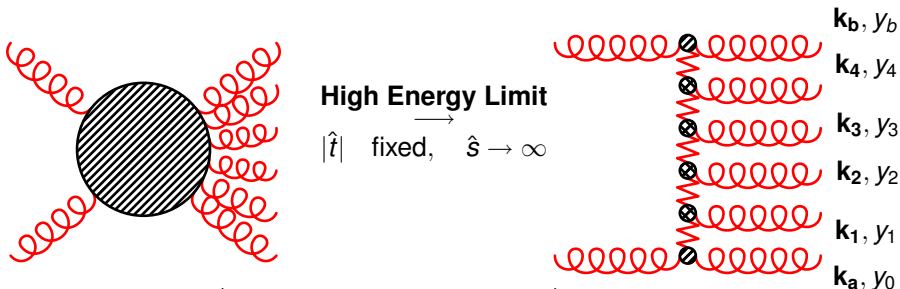 High Energy Limit
⟶
|t̂| fixed, ŝ → ∞
k_b, y_b
k_4, y_4
k_3, y_3
k_2, y_2
k_1, y_1
k_a, y_0